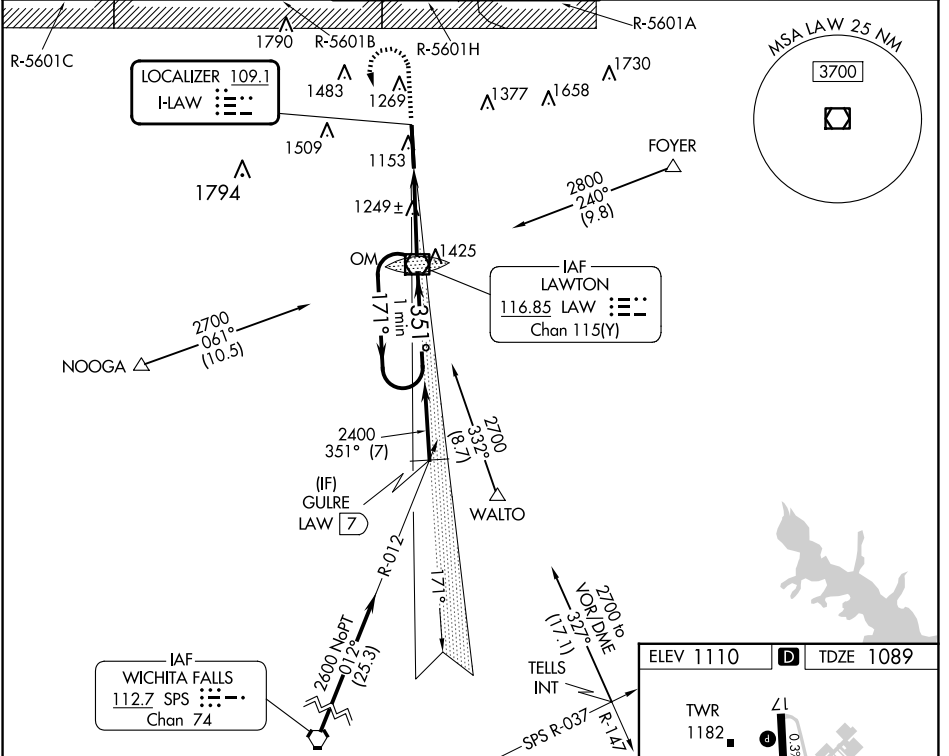 R-5601C
1790
R-5601B
R-5601H
R-5601A
MSA LAW 25 NM
3700
LOCALIZER 109.1
I-LAW
1483
1269
1377
1658
1730
1509
1153
1794
FOYER
2800
240°
(9.8)
1249±
OM
1425
IAF
LAWTON
116.85 LAW
Chan 115(Y)
2700
061°
(10.5)
NOOGA
171°
1 min
351°
2700
332°
(8.7)
WALTO
2400
351° (7)
(IF)
GULRE
LAW 7
R-012
171°
2600 NoPT
012°
(25.3)
IAF
WICHITA FALLS
112.7 SPS
Chan 74
2700 to
VOR/DME
327°
(17.1)
TELLS
INT
SPS R-037
R-147
ELEV 1110
D
TDZE 1089
TWR
1182
P
17